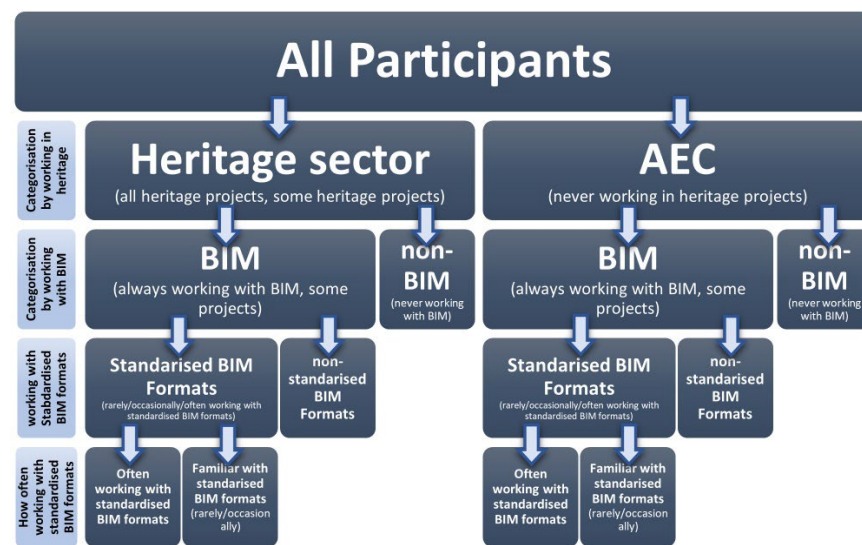 All Participants
Categorisation
by working in
heritage
Heritage sector
(all heritage projects, some heritage projects)
AEC
(never working in heritage projects)
Categorisation
by working
with BIM
BIM
(always working with BIM, some
projects)
non-
BIM
(never working
with BIM)
BIM
(always working with BIM, some
projects)
non-
BIM
(never working
with BIM)
working with
Stabdardised
BIM formats
Standarised BIM
Formats
(rarely/occasionally/often working with
standardised BIM formats)
non-
standarised
BIM
Formats
Standarised BIM
Formats
(rarely/occasionally/often working with
standardised BIM formats)
non-
standarised
BIM
Formats
How often
working with
standardised
BIM formats
Often
working with
standardised
BIM formats
Familiar with
standardised
BIM formats
(rarely/occasion
ally)
Often
working with
standardised
BIM formats
Familiar with
standardised
BIM formats
(rarely/occasion
ally)